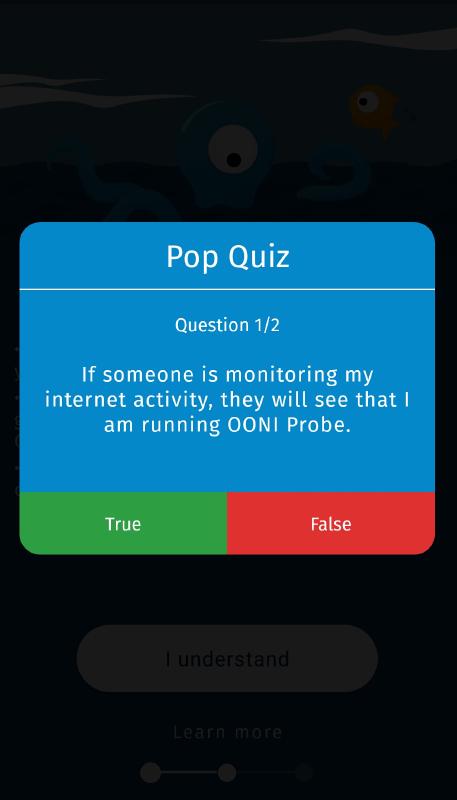 Pop Quiz
Question 1/2
If someone is monitoring my
internet activity, they will see that I
am running OONI Probe.
True
False
I understand
Learn more